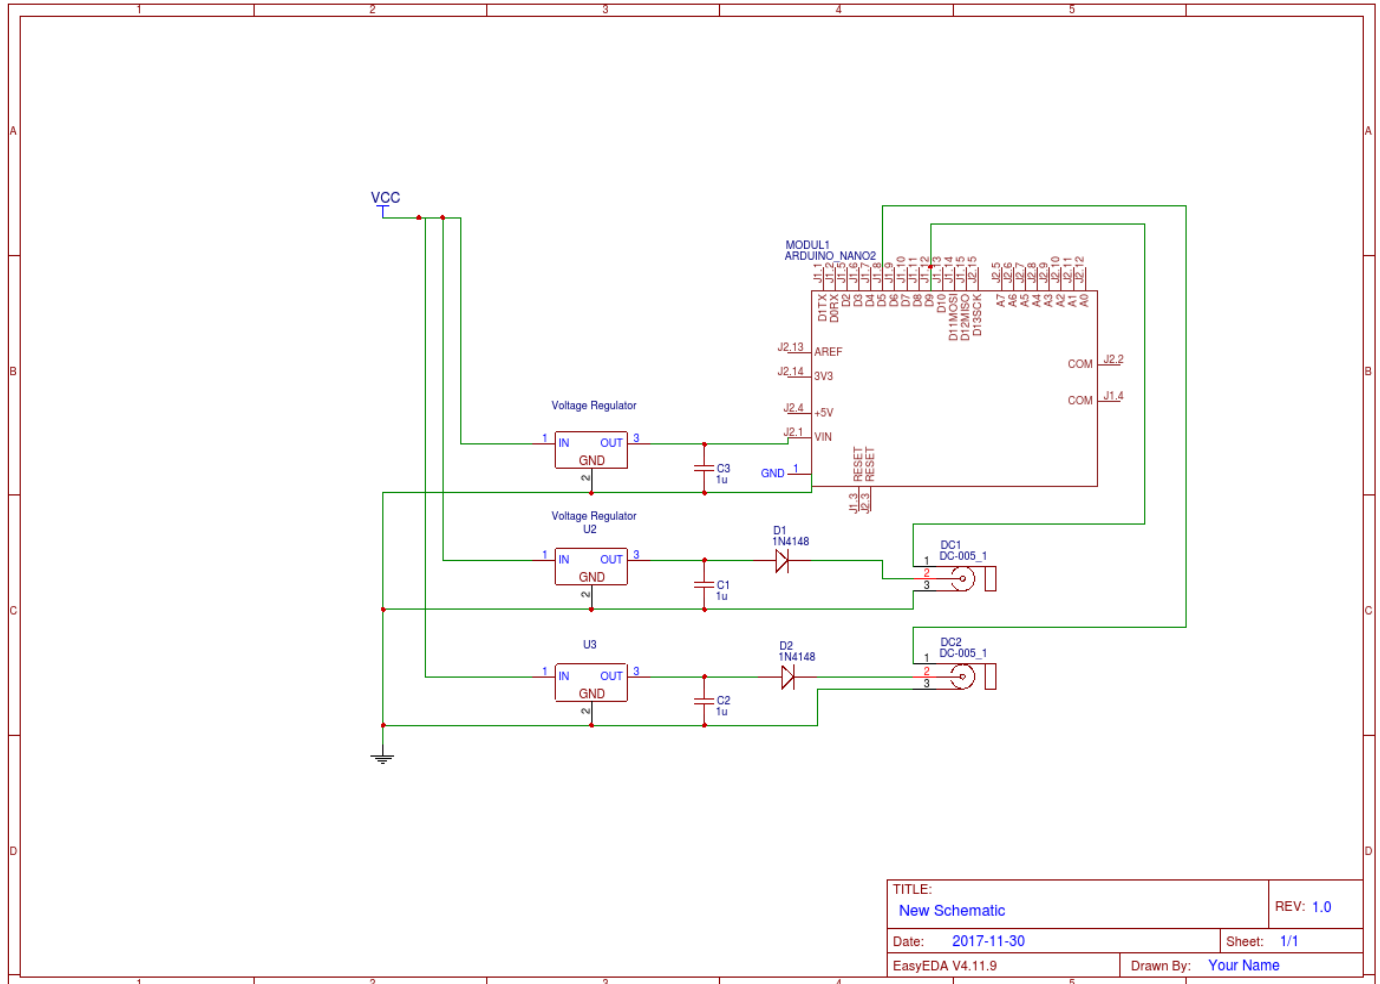 1 2 3 4 5
A A
VCC
MODUL1
ARDUINO_NANO2
J1.1 J1.2 J1.5 J1.6 J1.7 J1.8 J1.9 J1.10 J1.11 J1.12 J1.13 J1.14 J1.15 J2.15 J2.5 J2.6 J2.7 J2.8 J2.9 J2.10 J2.11 J2.12
D1TX D0RX D2 D3 D4 D5 D6 D7 D8 D9 D10 D11MOSI D12MISO D13SCK A7 A6 A5 A4 A3 A2 A1 A0
J2.13 AREF
COM J2.2
B B
J2.14 3V3
COM J1.4
J2.4 +5V
Voltage Regulator
J2.1 VIN
1 IN OUT 3
GND
2
C3
1u
GND 1
RESET RESET
J1.3 J2.3
Voltage Regulator
U2
1 IN OUT 3
GND
2
C1
1u
D1
1N4148
DC1
DC-005_1
1
2
3
C C
U3
1 IN OUT 3
GND
2
C2
1u
D2
1N4148
DC2
DC-005_1
1
2
3
D D
TITLE:
New Schematic
REV: 1.0
Date: 2017-11-30
Sheet: 1/1
EasyEDA V4.11.9
Drawn By: Your Name
1 2 3 4 5